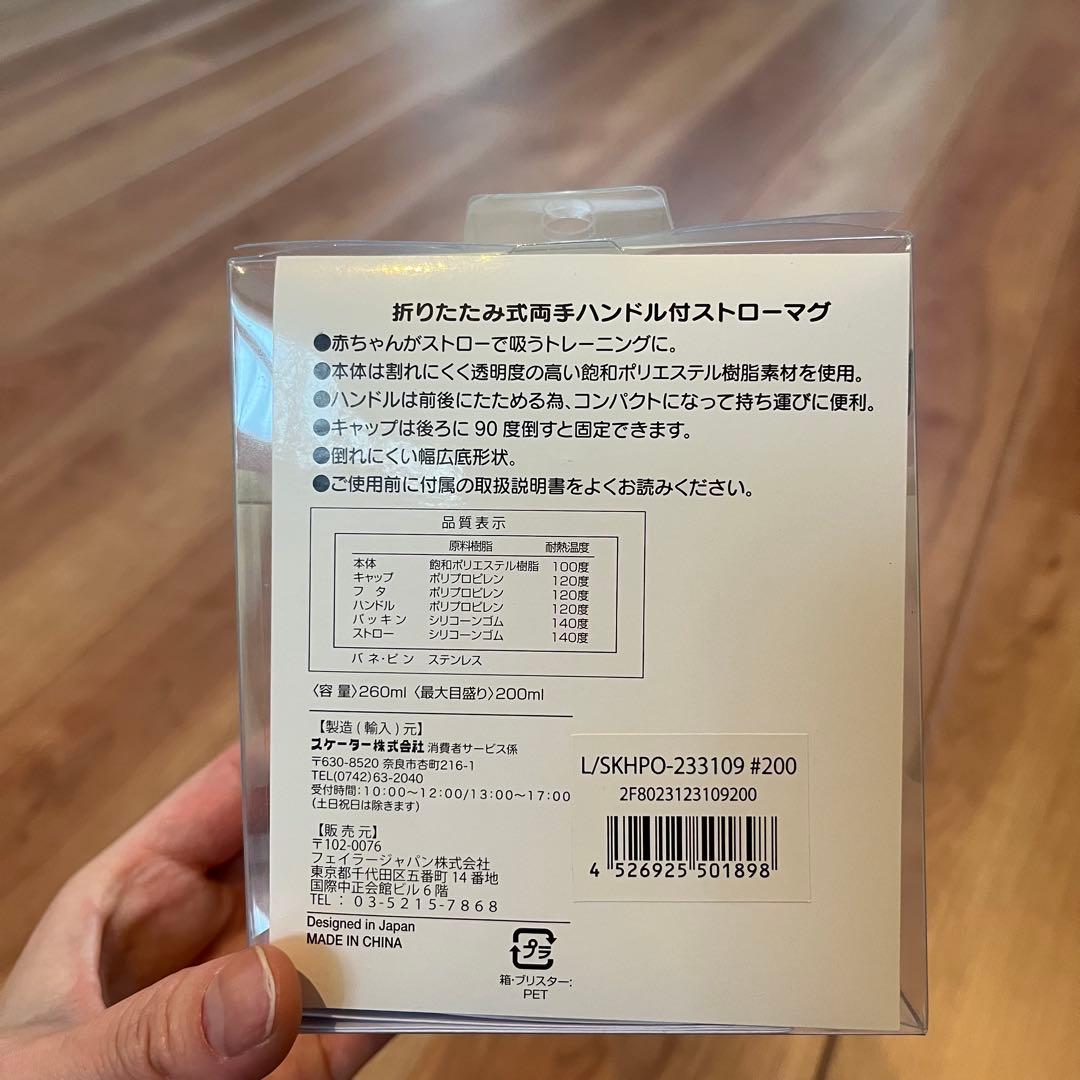 折りたたみ式両手ハンドル付ストローマグ
●赤ちゃんがストローで吸うトレーニングに。
●本体は割れにくく透明度の高い飽和ポリエステル樹脂素材を使用。
●ハンドルは前後にたためる為、コンパクトになって持ち運びに便利。
●キャップは後ろに90度倒すと固定できます。
●倒れにくい幅広底形状。
●ご使用前に付属の取扱説明書をよくお読みください。
品質表示
原料樹脂 耐熱温度
本体 飽和ポリエステル樹脂 100度
キャップ ポリプロピレン 120度
フタ ポリプロピレン 120度
ハンドル ポリプロピレン 120度
パッキン シリコーンゴム 140度
ストロー シリコーンゴム 140度
バネ・ピン ステンレス
〈容量〉260ml 〈最大目盛り〉200ml
【製造(輸入)元】
スケーター株式会社 消費者サービス係
〒630-8520 奈良市杏町216-1
TEL(0742)63-2040
受付時間:10:00~12:00/13:00~17:00
(土日祝日は除きます)
【販売元】
〒102-0076
フェイラージャパン株式会社
東京都千代田区五番町14番地
国際中正会館ビル6階
TEL：03-5215-7868
Designed in Japan
MADE IN CHINA
L/SKHPO-233109 #200
2F8023123109200
4 526925 501898
プラ
箱・ブリスター:
PET